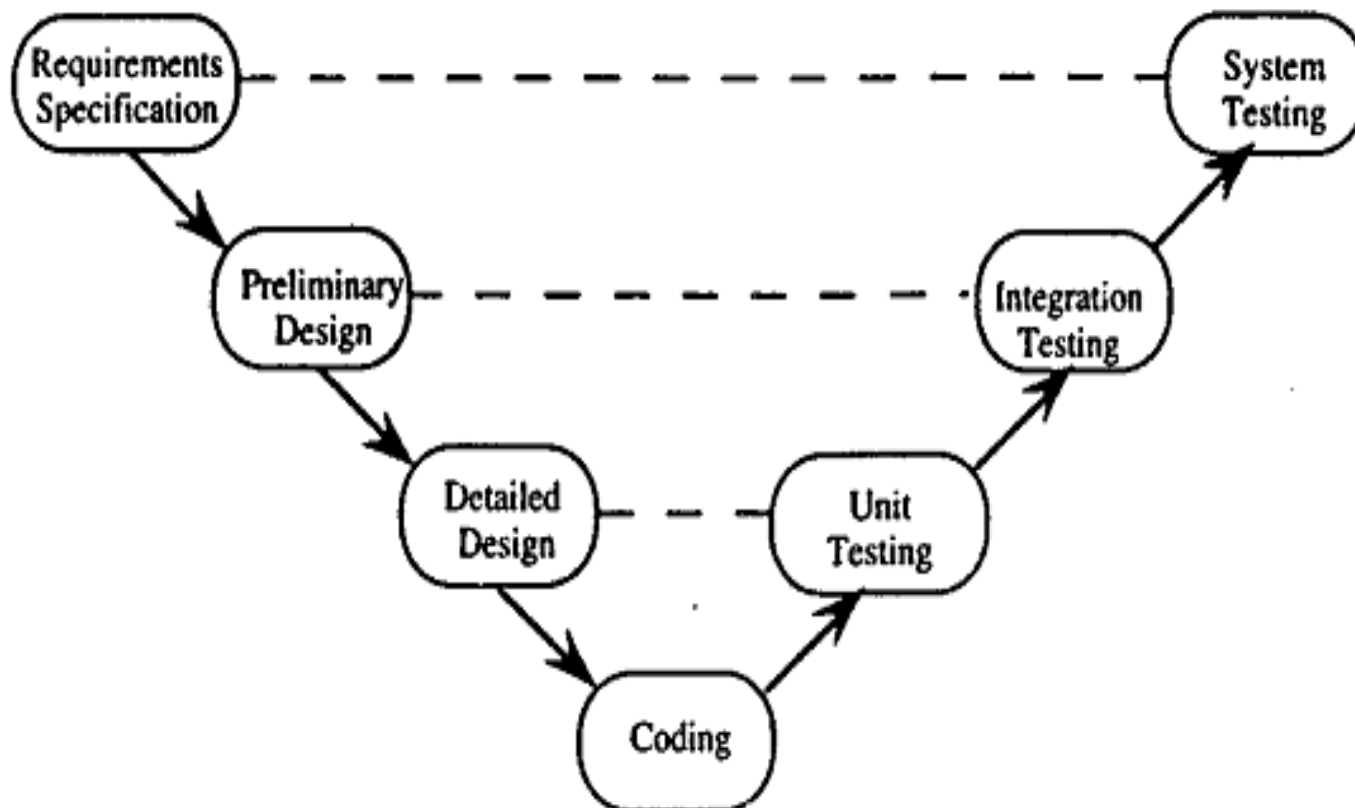 Requirements
Specification
System
Testing
Preliminary
Design
Integration
Testing
Detailed
Design
Unit
Testing
Coding